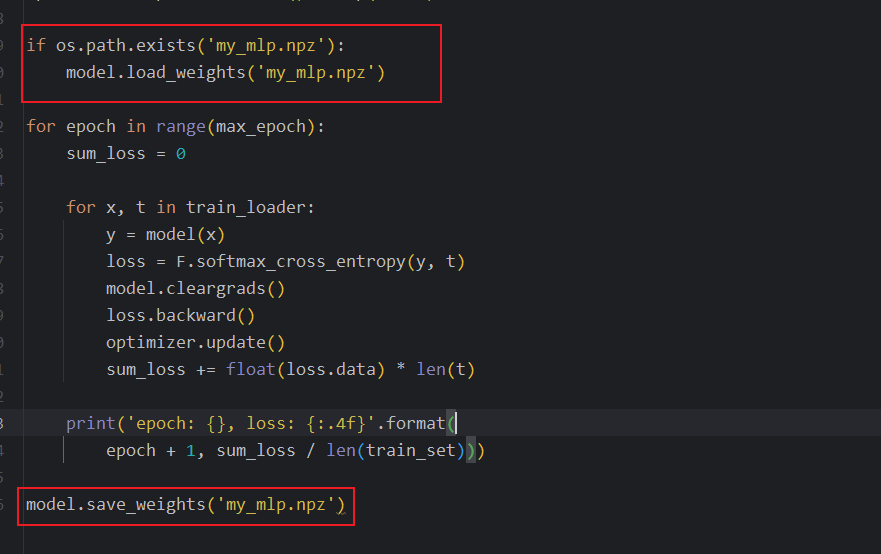 if os.path.exists('my_mlp.npz'):
    model.load_weights('my_mlp.npz')
for epoch in range(max_epoch):
    sum_loss = 0
    for x, t in train_loader:
        y = model(x)
        loss = F.softmax_cross_entropy(y, t)
        model.cleargrads()
        loss.backward()
        optimizer.update()
        sum_loss += float(loss.data) * len(t)
    print('epoch: {}, loss: {:.4f}'.format(
        epoch + 1, sum_loss / len(train_set)))
model.save_weights('my_mlp.npz')